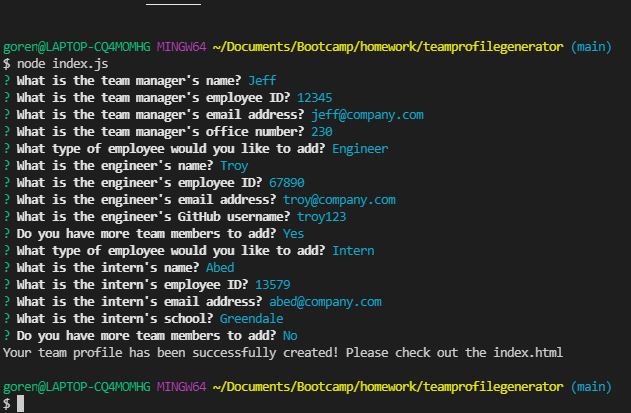 goren@LAPTOP-CQ4MOMHG MINGW64 ~/Documents/Bootcamp/homework/teamprofilegenerator (main)
$ node index.js
? What is the team manager's name? Jeff
? What is the team manager's employee ID? 12345
? What is the team manager's email address? jeff@company.com
? What is the team manager's office number? 230
? What type of employee would you like to add? Engineer
? What is the engineer's name? Troy
? What is the engineer's employee ID? 67890
? What is the engineer's email address? troy@company.com
? What is the engineer's GitHub username? troy123
? Do you have more team members to add? Yes
? What type of employee would you like to add? Intern
? What is the intern's name? Abed
? What is the intern's employee ID? 13579
? What is the intern's email address? abed@company.com
? What is the intern's school? Greendale
? Do you have more team members to add? No
Your team profile has been successfully created! Please check out the index.html
goren@LAPTOP-CQ4MOMHG MINGW64 ~/Documents/Bootcamp/homework/teamprofilegenerator (main)
$